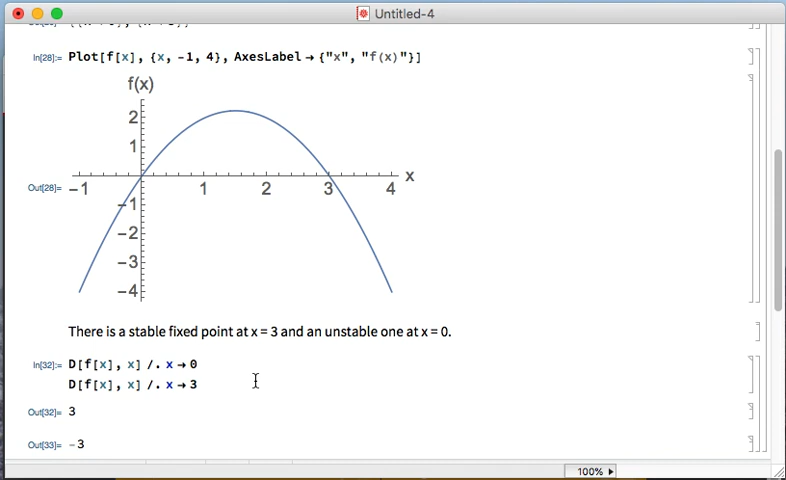 Untitled-4
In[28]:= Plot[f[x], {x, -1, 4}, AxesLabel → {"x", "f(x)"}]
f(x)
2
1
x
Out[28]= -1 1 2 3 4
-1
-2
-3
-4
There is a stable fixed point at x = 3 and an unstable one at x = 0.
In[32]:= D[f[x], x] /. x → 0
D[f[x], x] /. x → 3
Out[32]= 3
Out[33]= -3
100%